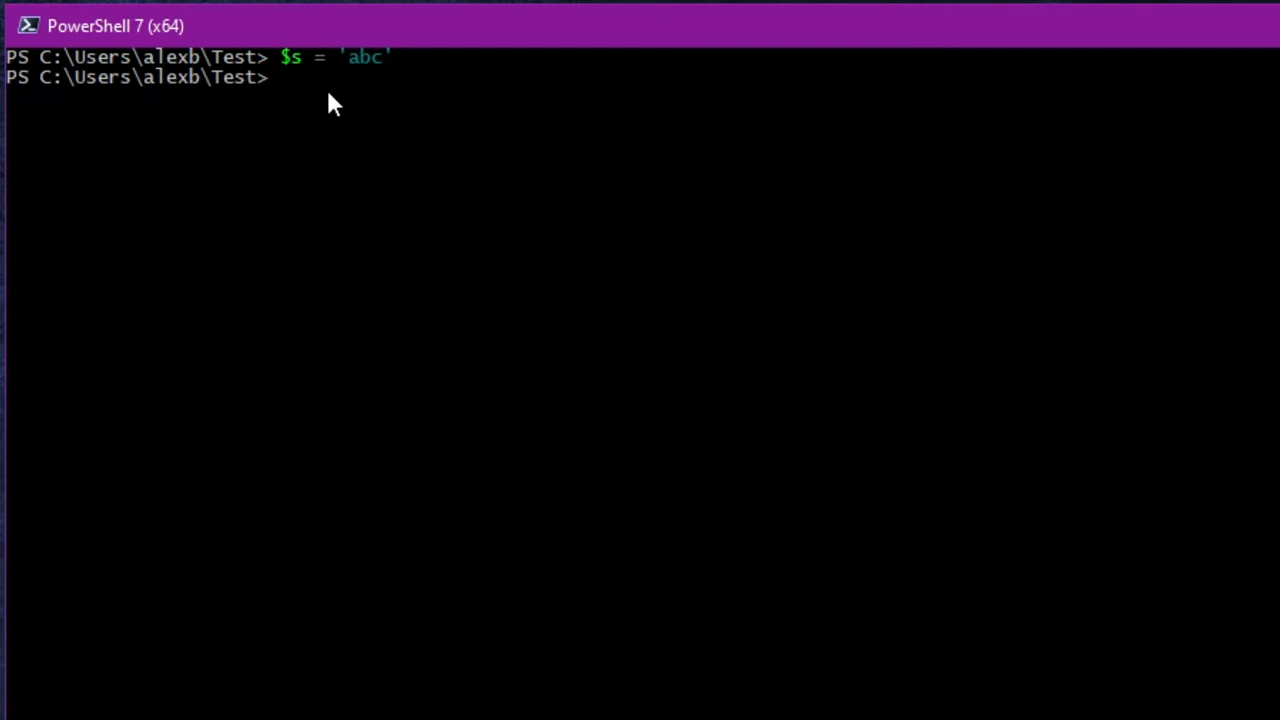 PowerShell 7 (x64)
PS C:\Users\alexb\Test> $s = 'abc'
PS C:\Users\alexb\Test>